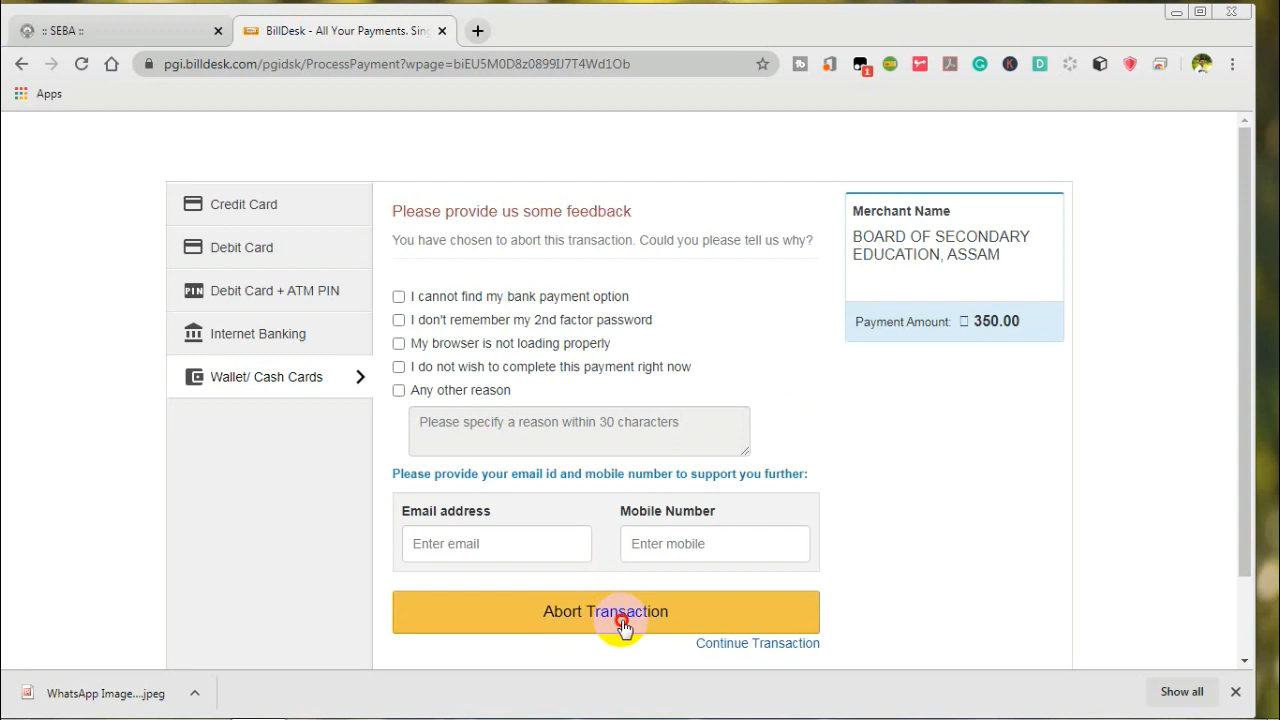 :: SEBA ::
BillDesk - All Your Payments. Sing
pgi.billdesk.com/pgidsk/ProcessPayment?wpage=biEU5M0D8z0899IJ7T4Wd1Ob
1
Apps
Credit Card
Debit Card
PIN Debit Card + ATM PIN
Internet Banking
Wallet/ Cash Cards
Please provide us some feedback
You have chosen to abort this transaction. Could you please tell us why?
I cannot find my bank payment option
I don't remember my 2nd factor password
My browser is not loading properly
I do not wish to complete this payment right now
Any other reason
Please specify a reason within 30 characters
Please provide your email id and mobile number to support you further:
Email address
Mobile Number
Enter email
Enter mobile
Abort Transaction
Continue Transaction
Merchant Name
BOARD OF SECONDARY
EDUCATION, ASSAM
Payment Amount: 350.00
WhatsApp Image....jpeg
Show all